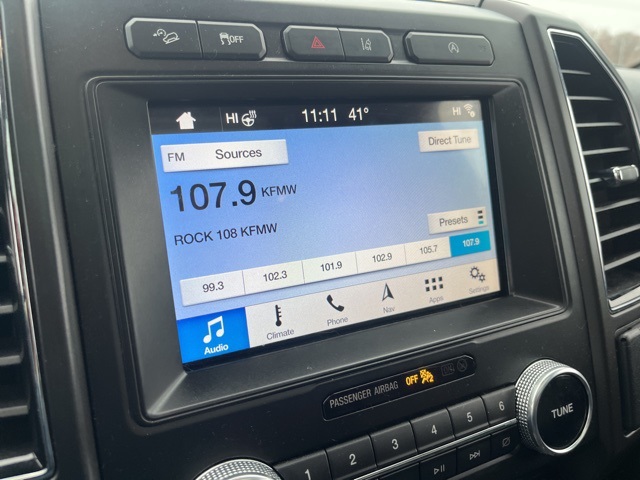 OFF
HI 11:11 41° HI
FM Sources Direct Tune
107.9 KFMW
ROCK 108 KFMW
Presets
99.3 102.3 101.9 102.9 105.7 107.9
Audio Climate Phone Nav Apps Settings
PASSENGER AIRBAG OFF
1 2 3 4 5 6
TUNE